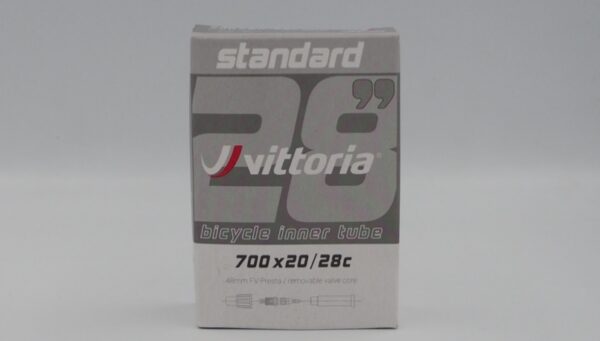 standard
28”
vittoria®
bicycle inner tube
700x20/28c
48mm FV-Presta / removable valve core